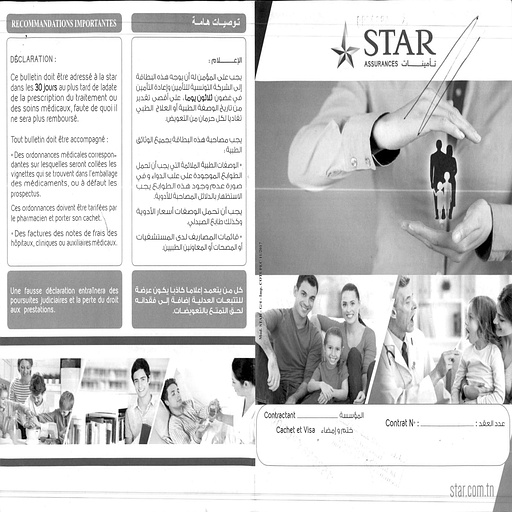 RECOMMANDATIONS IMPORTANTES
DÉCLARATION :
Ce bulletin doit être adressé à la star
dans les 30 jours au plus tard de ladate
de la prescription du traitement ou
des soins médicaux, faute de quoi il
ne sera plus remboursé.
Tout bulletin doit être accompagné :
• Des ordonnances médicales correspon-
dantes sur lesquelles seront collées les
vignettes qui se trouvent dans l'emballage
des médicaments, ou à défaut les
prospectus.
Ces ordonnances doivent être tarifées par
le pharmacien et porter son cachet.
• Des factures des notes de frais des
hôpitaux, cliniques ou auxiliaires médicaux.
Une fausse déclaration entraînera des
poursuites judiciaires et la perte du droit
aux prestations.
توصيات هامة
الإعــــلام :
يجب على المؤمن له أن يوجه هذه البطاقة
إلى الشركة التونسية للتأمين وإعادة التأمين
في غضون ثلاثون يوما، على أقصى تقدير
من تاريخ الوصفة الطبية أو العلاج الطبي
تفاديا لكل حرمان من التعويض.
يجب مصاحبة هذه البطاقة بجميع الوثائق
الطبية :
• الوصفات الطبية الملائمة التي يجب أن تحمل
الطوابع الموجودة على علب الدواء و في
صورة عدم وجود هذه الطوابع يجب
الاستظهار بالدلائل المصاحبة للأدوية.
يجب أن تحمل الوصفات أسعار الأدوية
وكذلك طابع الصيدلي.
• قائمات المصاريف لدى المستشفيات
أو المصحات أو المعاونين الطبيين.
كل من يتعمد إعلاما كاذبا يكون عرضة
للتتبعات العدلية إضافة إلى فقدانه
لحق التمتع بالتعويضات.
STAR
ASSURANCES تأمينـــات
Contractant المؤسسة
Cachet et Visa ختم و إمضاء
Contrat N° : عدد العقد :
star.com.tn